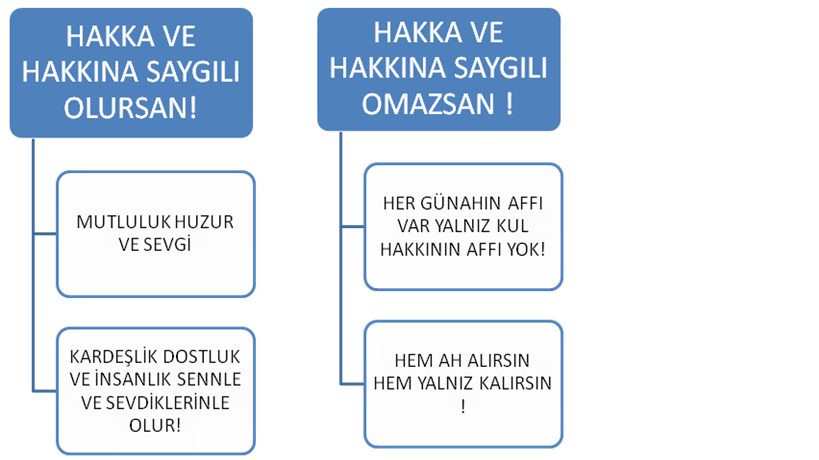 HAKKA VE
HAKKINA SAYGILI
OLURSAN!
MUTLULUK HUZUR
VE SEVGİ
KARDEŞLİK DOSTLUK
VE İNSANLIK SENNLE
VE SEVDİKLERİNLE
OLUR!
HAKKA VE
HAKKINA SAYGILI
OMAZSAN !
HER GÜNAHIN AFFI
VAR YALNIZ KUL
HAKKININ AFFI YOK!
HEM AH ALIRSIN
HEM YALNIZ KALIRSIN
!